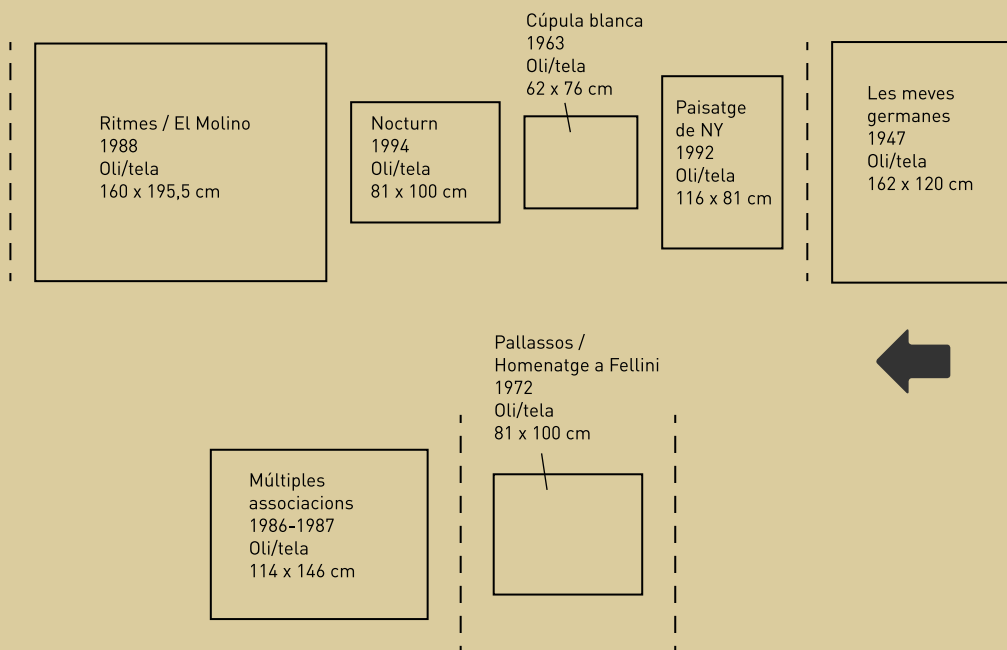 Ritmes / El Molino
1988
Oli/tela
160 x 195,5 cm
Nocturn
1994
Oli/tela
81 x 100 cm
Cúpula blanca
1963
Oli/tela
62 x 76 cm
Paisatge
de NY
1992
Oli/tela
116 x 81 cm
Les meves
germanes
1947
Oli/tela
162 x 120 cm
Múltiples
associacions
1986-1987
Oli/tela
114 x 146 cm
Pallassos /
Homenatge a Fellini
1972
Oli/tela
81 x 100 cm